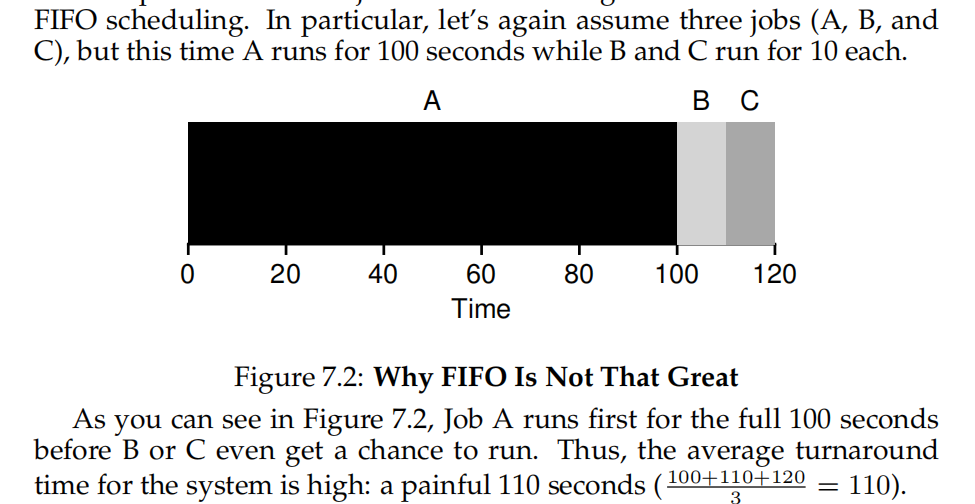 FIFO scheduling. In particular, let's again assume three jobs (A, B, and
C), but this time A runs for 100 seconds while B and C run for 10 each.
A B C
0 20 40 60 80 100 120
Time
Figure 7.2: Why FIFO Is Not That Great
As you can see in Figure 7.2, Job A runs first for the full 100 seconds
before B or C even get a chance to run. Thus, the average turnaround
time for the system is high: a painful 110 seconds (100+110+120/3 = 110).